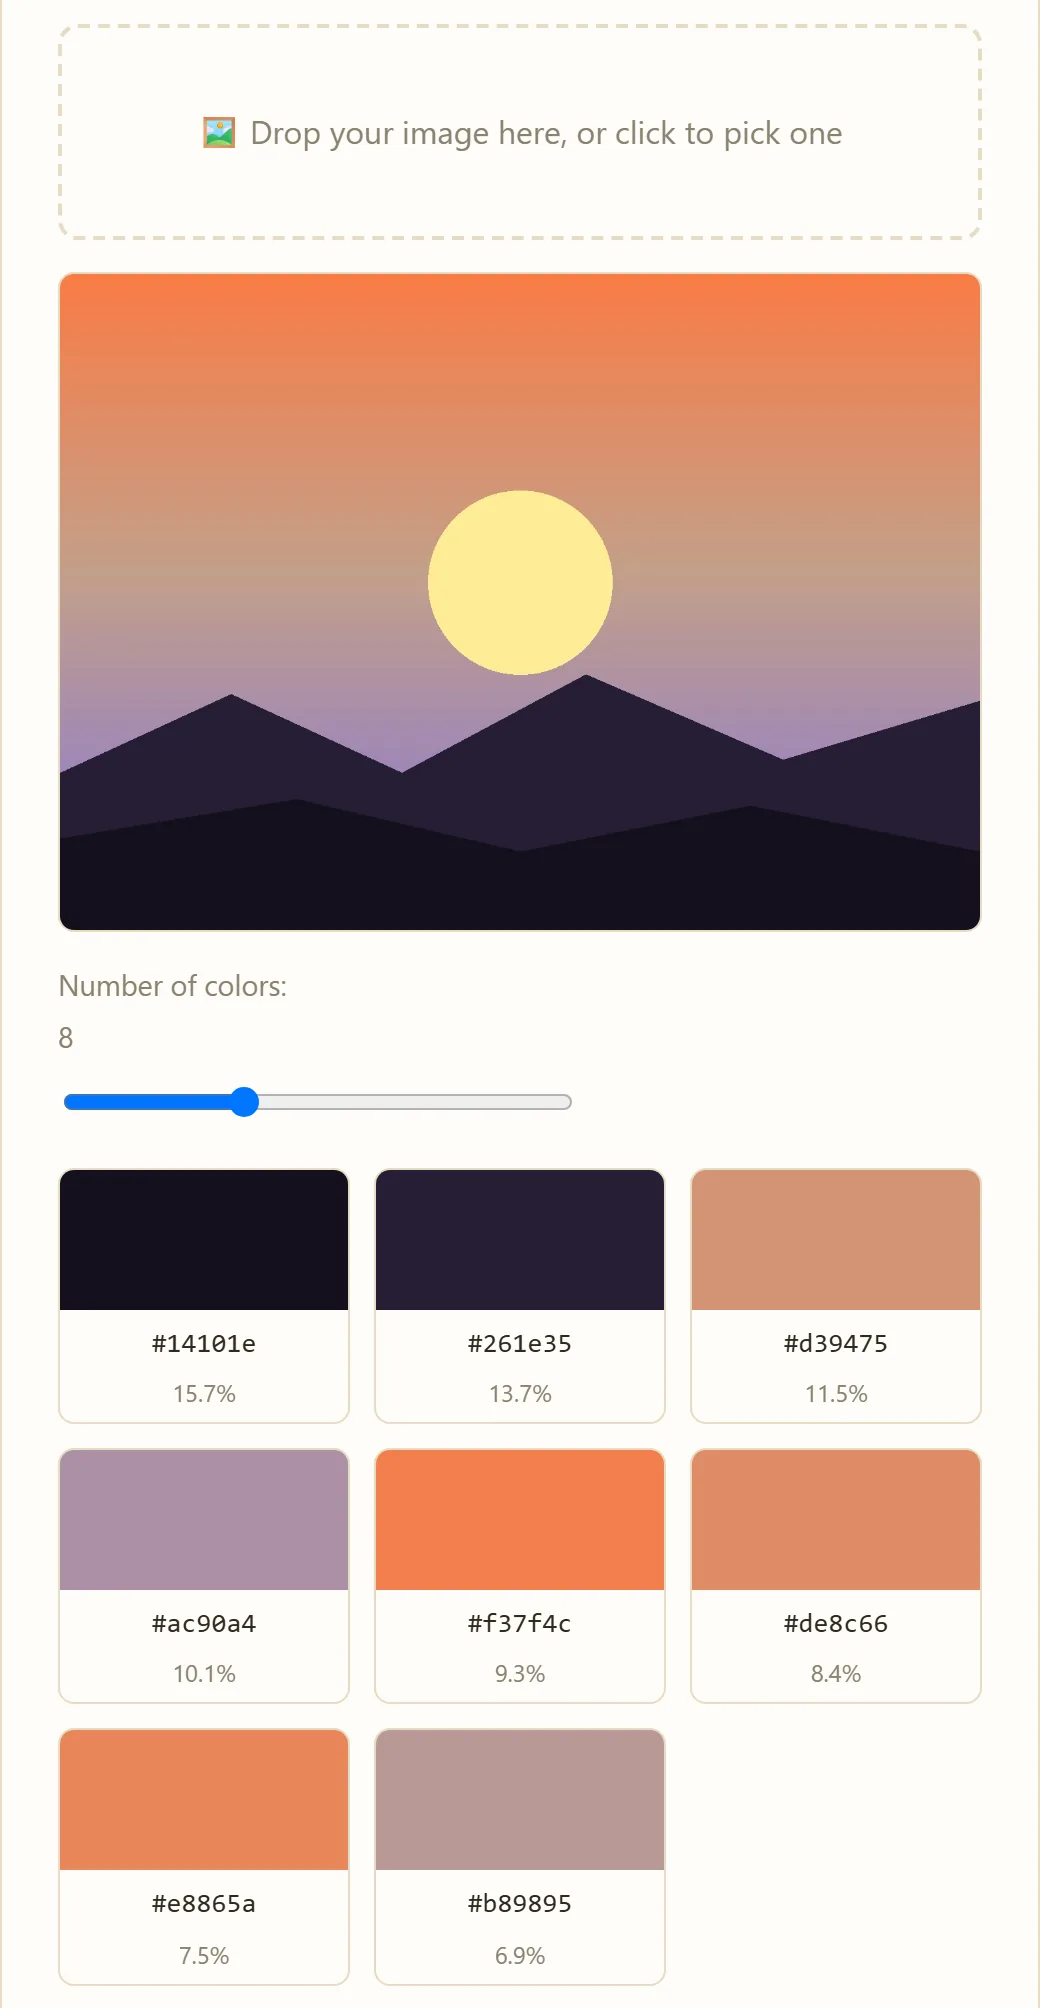 Drop your image here, or click to pick one
Number of colors:
8
#14101e
15.7%
#261e35
13.7%
#d39475
11.5%
#ac90a4
10.1%
#f37f4c
9.3%
#de8c66
8.4%
#e8865a
7.5%
#b89895
6.9%